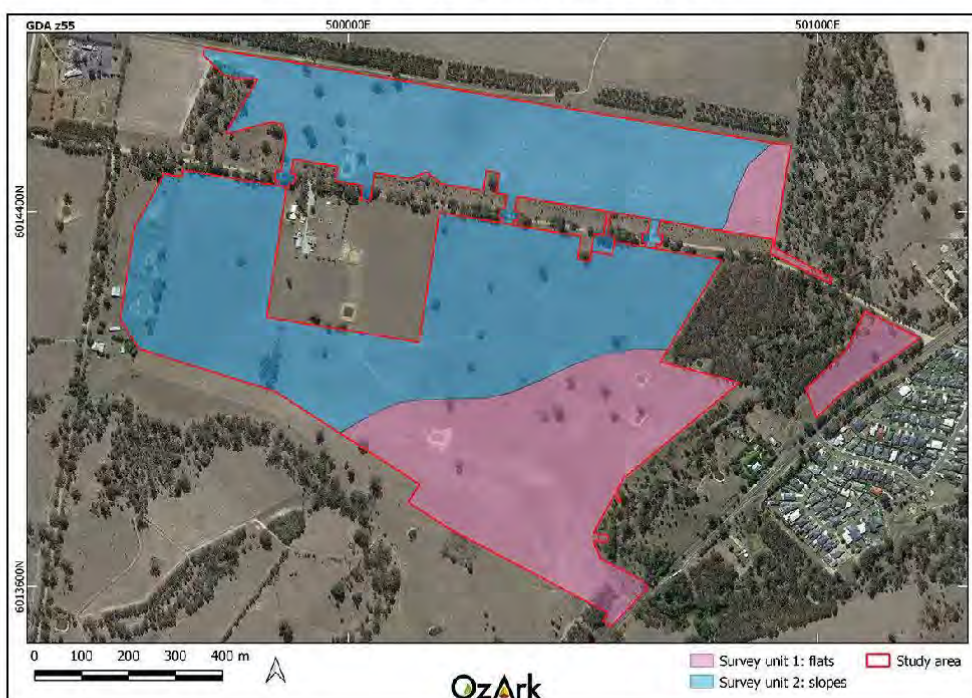 GDA z55
500000E
501000E
6014400N
6013600N
0 100 200 300 400 m
OzArk
Survey unit 1: flats
Survey unit 2: slopes
Study area